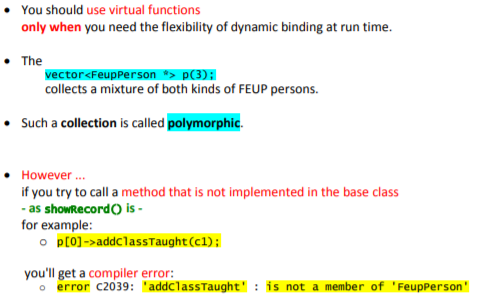 • You should use virtual functions
only when you need the flexibility of dynamic binding at run time.
• The
vector<FeupPerson *> p(3);
collects a mixture of both kinds of FEUP persons.
• Such a collection is called polymorphic.
• However ...
if you try to call a method that is not implemented in the base class
- as showRecord() is -
for example:
o p[0]->addClassTaught(c1);
you'll get a compiler error:
o error C2039: 'addClassTaught' : is not a member of 'FeupPerson'